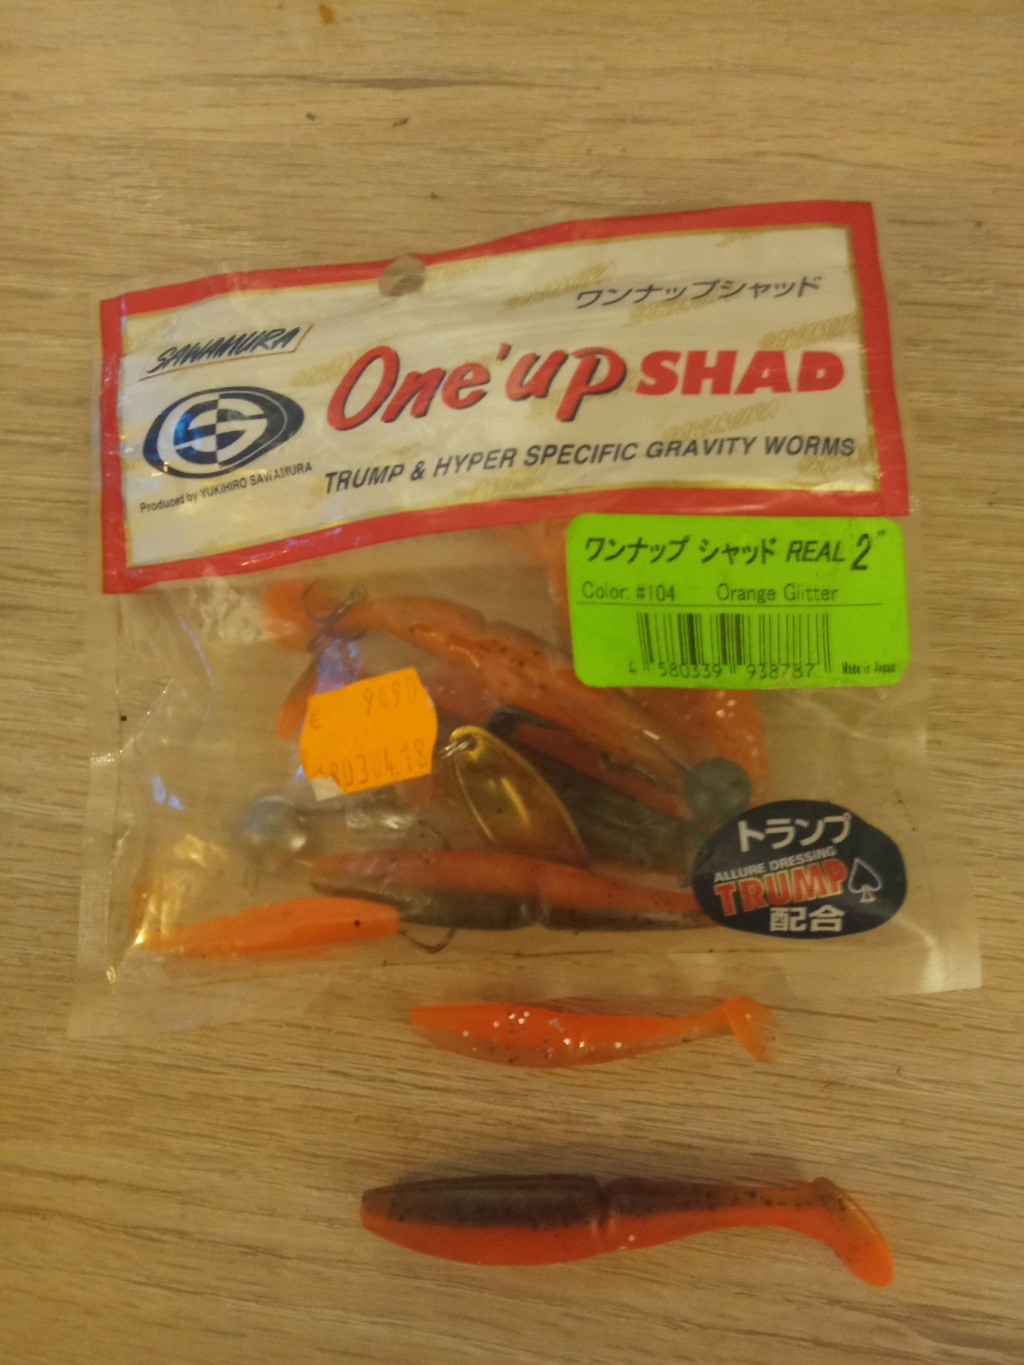 ワンナップシャッド
SAWAMURA
One'up SHAD
Produced by YUKIHIRO SAWAMURA
TRUMP & HYPER SPECIFIC GRAVITY WORMS
ワンナップ シャッド REAL 2"
Color: #104 Orange Glitter
4 580339 938787
Made in Japan
9€90
トランプ
ALLURE DRESSING
TRUMP
配合